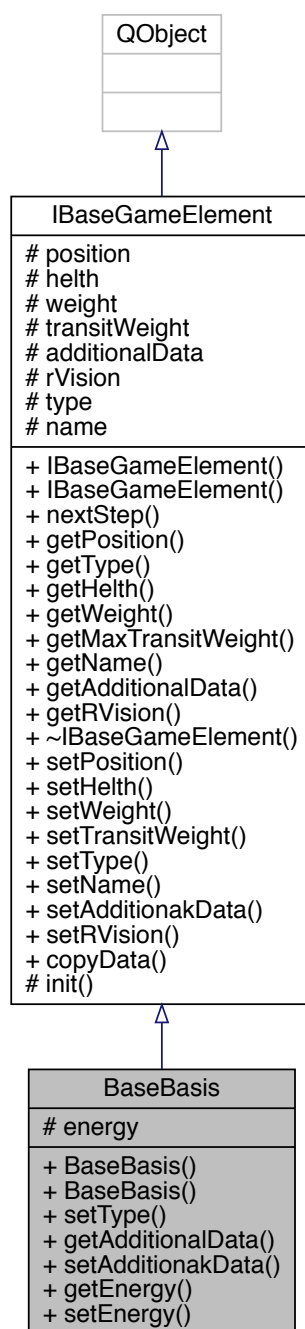 QObject
IBaseGameElement
# position
# helth
# weight
# transitWeight
# additionalData
# rVision
# type
# name
+ IBaseGameElement()
+ IBaseGameElement()
+ nextStep()
+ getPosition()
+ getType()
+ getHelth()
+ getWeight()
+ getMaxTransitWeight()
+ getName()
+ getAdditionalData()
+ getRVision()
+ ~IBaseGameElement()
+ setPosition()
+ setHelth()
+ setWeight()
+ setTransitWeight()
+ setType()
+ setName()
+ setAdditionakData()
+ setRVision()
+ copyData()
# init()
BaseBasis
# energy
+ BaseBasis()
+ BaseBasis()
+ setType()
+ getAdditionalData()
+ setAdditionakData()
+ getEnergy()
+ setEnergy()